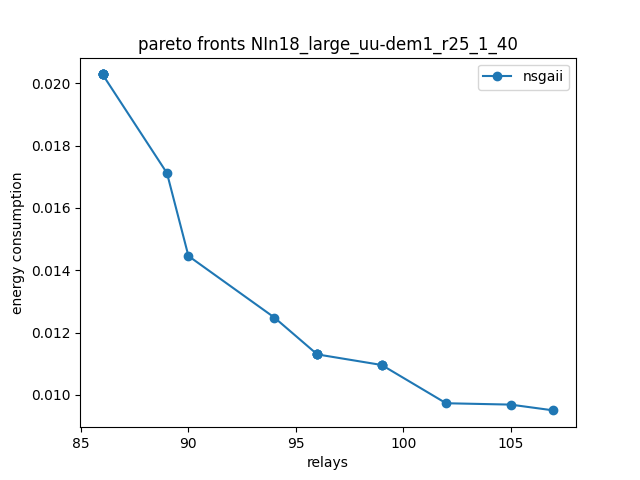 pareto fronts NIn18_large_uu-dem1_r25_1_40
nsgaii
energy consumption
0.020
0.018
0.016
0.014
0.012
0.010
85
90
95
100
105
relays